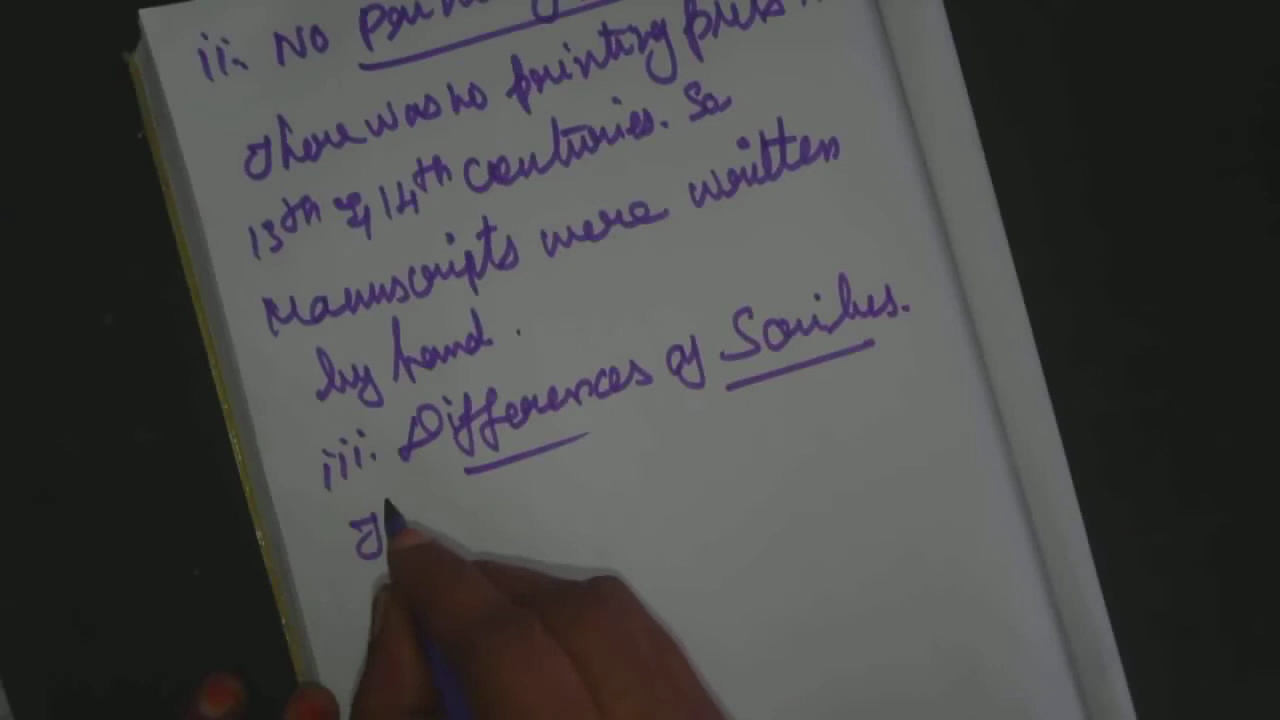 ii. No Printing
There was no printing press
13th & 14th centuries. So
Manuscripts were written
by hand.
iii. Differences of Scribes.
T